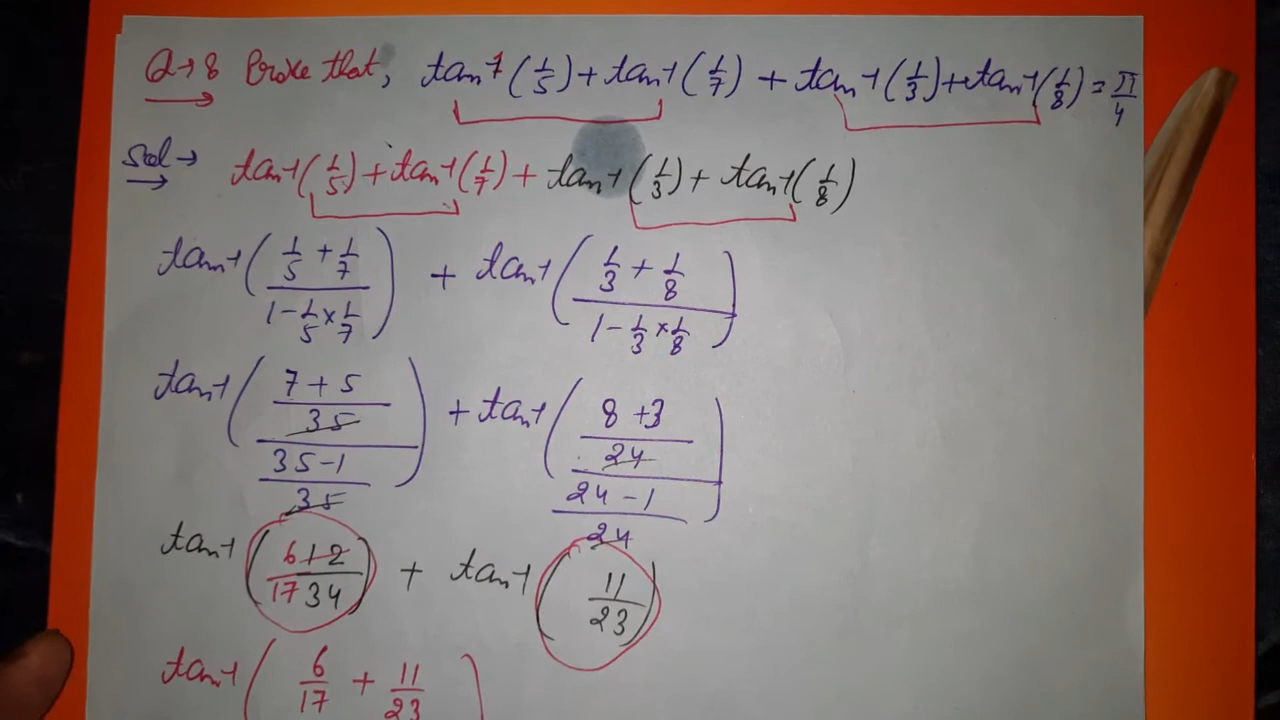 Q→8 Prove that, tan⁻¹(1/5) + tan⁻¹(1/7) + tan⁻¹(1/3) + tan⁻¹(1/8) = π/4
Sol→ tan⁻¹(1/5) + tan⁻¹(1/7) + tan⁻¹(1/3) + tan⁻¹(1/8)
tan⁻¹((1/5 + 1/7)/(1 - 1/5 × 1/7)) + tan⁻¹((1/3 + 1/8)/(1 - 1/3 × 1/8))
tan⁻¹(((7 + 5)/35)/((35 - 1)/35)) + tan⁻¹(((8 + 3)/24)/((24 - 1)/24))
tan⁻¹(6 12/17 34) + tan⁻¹(11/23)
tan⁻¹(6/17 + 11/23